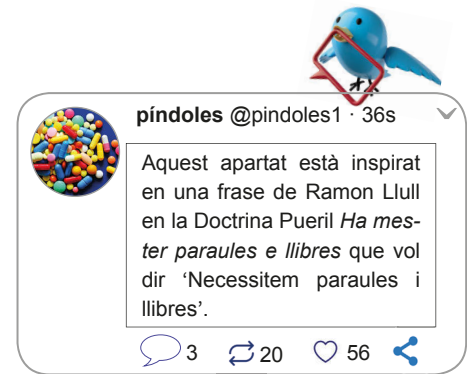 píndoles @pindoles1 · 36s
Aquest apartat està inspirat
en una frase de Ramon Llull
en la Doctrina Pueril Ha mes-
ter paraules e llibres que vol
dir ‘Necessitem paraules i
llibres’.
3 20 56